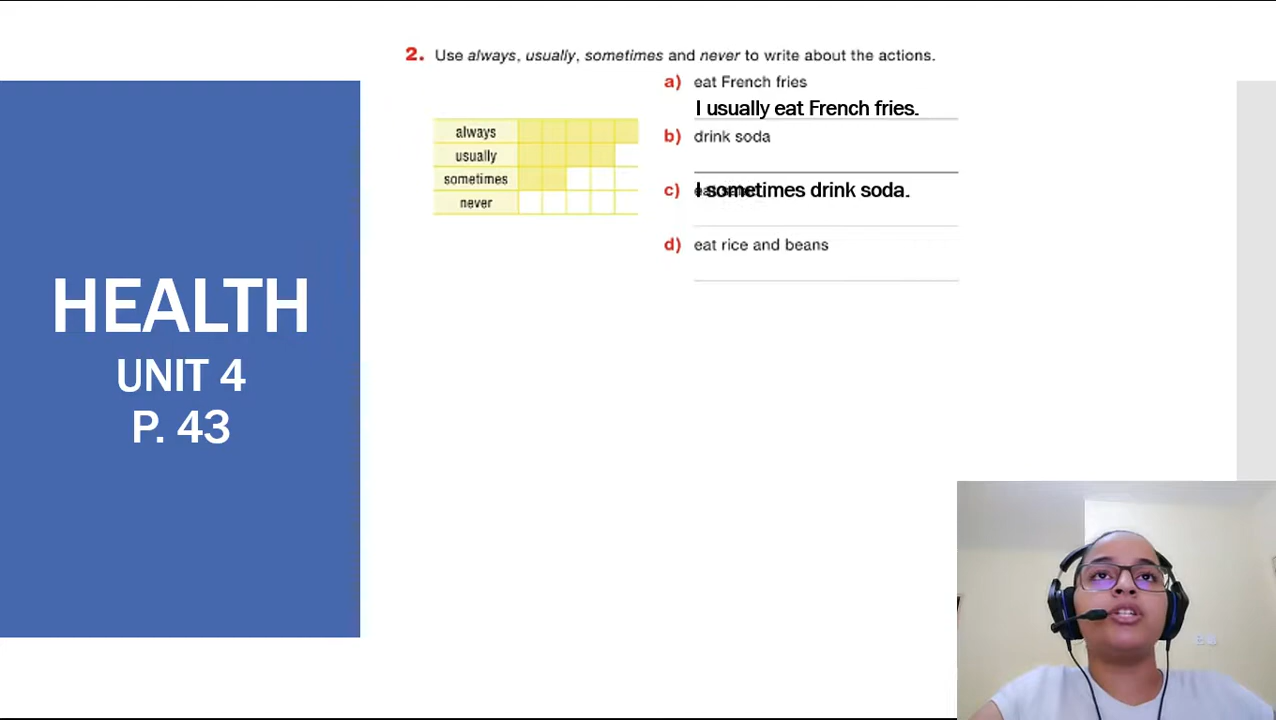 2. Use always, usually, sometimes and never to write about the actions.
a) eat French fries
I usually eat French fries.
always
b) drink soda
usually
sometimes
c) I sometimes drink soda.
never
d) eat rice and beans
HEALTH
UNIT 4
P. 43